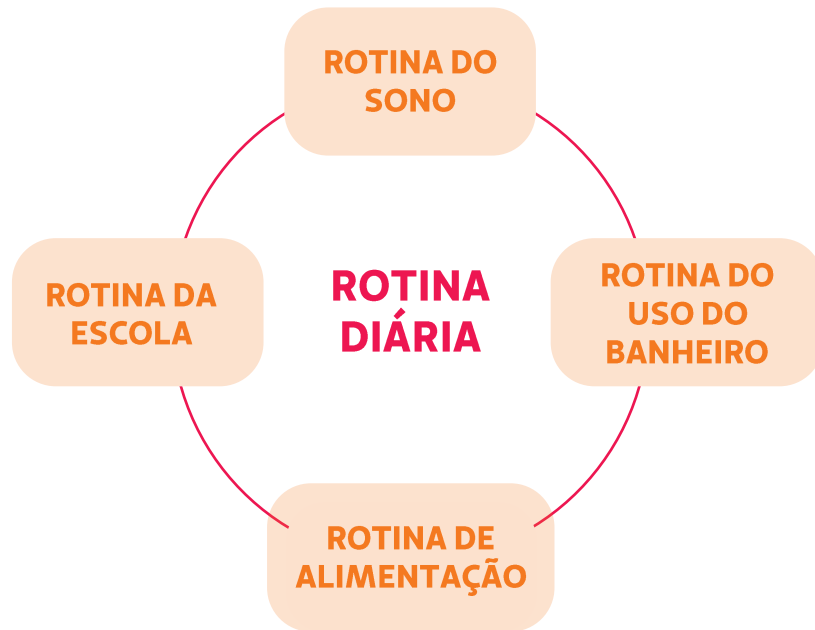 ROTINA DO
SONO
ROTINA DA
ESCOLA
ROTINA
DIÁRIA
ROTINA DO
USO DO
BANHEIRO
ROTINA DE
ALIMENTAÇÃO